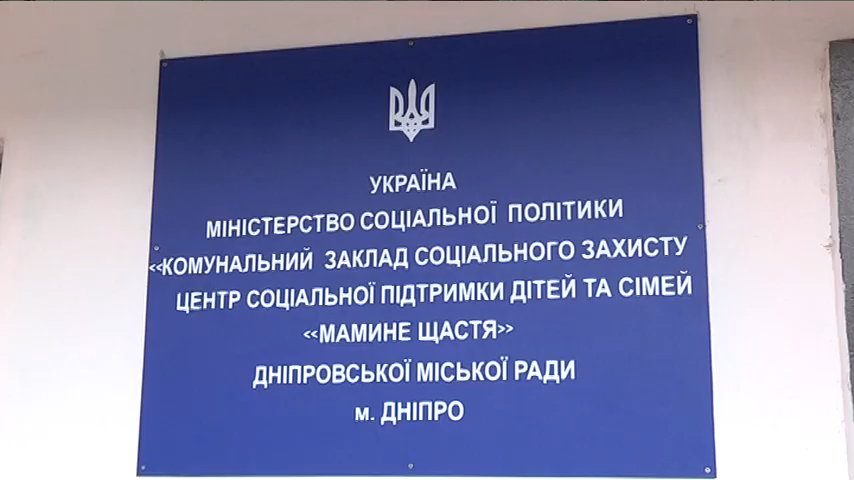 УКРАЇНА
МІНІСТЕРСТВО СОЦІАЛЬНОЇ ПОЛІТИКИ
«КОМУНАЛЬНИЙ ЗАКЛАД СОЦІАЛЬНОГО ЗАХИСТУ
ЦЕНТР СОЦІАЛЬНОЇ ПІДТРИМКИ ДІТЕЙ ТА СІМЕЙ
«МАМИНЕ ЩАСТЯ»
ДНІПРОВСЬКОЇ МІСЬКОЇ РАДИ
м. ДНІПРО